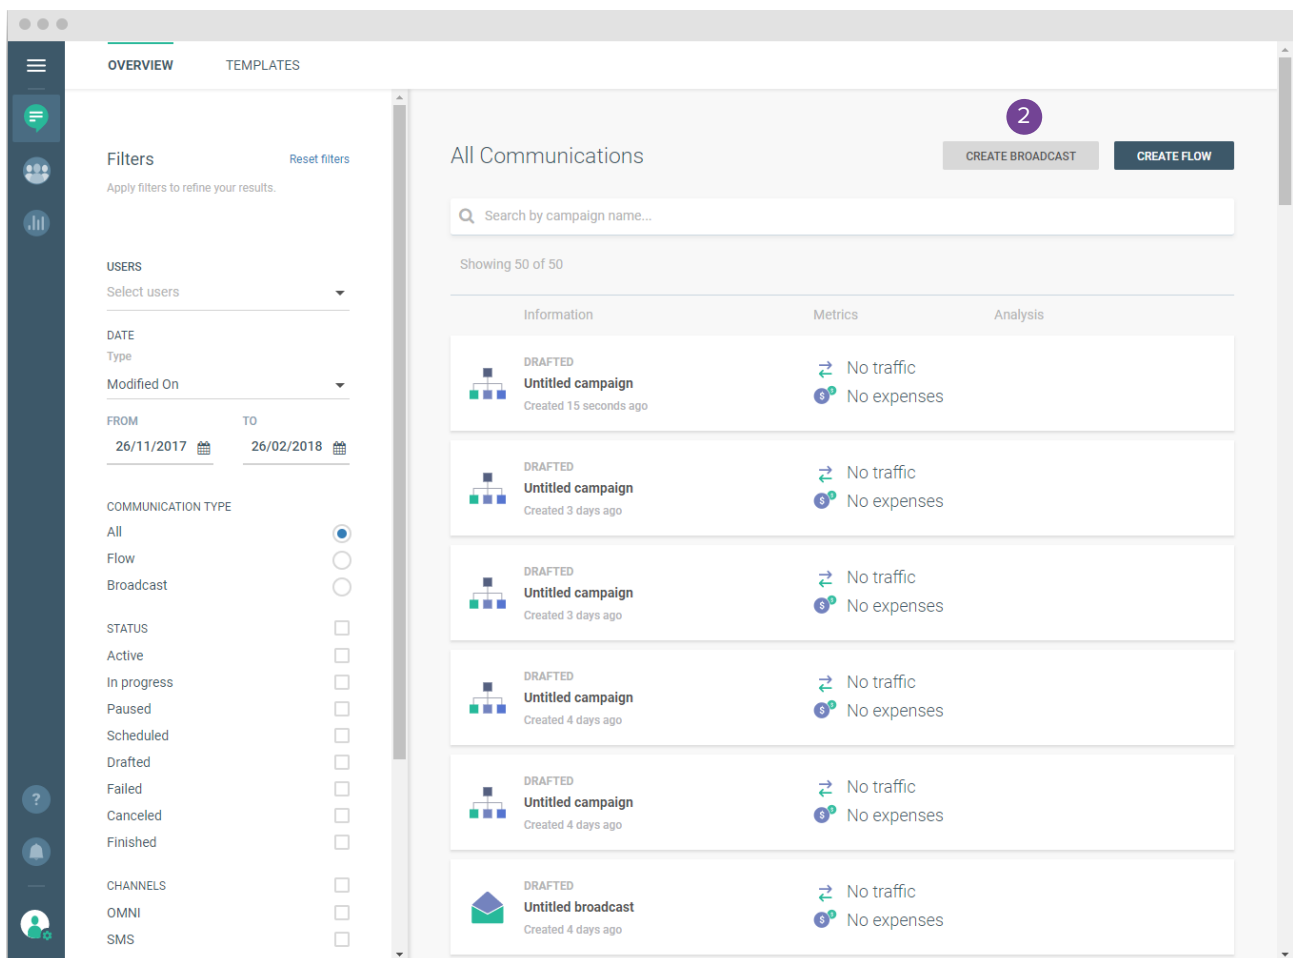 OVERVIEW TEMPLATES
2
Filters Reset filters
Apply filters to refine your results.
USERS
Select users
DATE
Type
Modified On
FROM TO
26/11/2017 26/02/2018
COMMUNICATION TYPE
All
Flow
Broadcast
STATUS
Active
In progress
Paused
Scheduled
Drafted
Failed
Canceled
Finished
CHANNELS
OMNI
SMS
?
All Communications CREATE BROADCAST CREATE FLOW
Search by campaign name...
Showing 50 of 50
Information Metrics Analysis
DRAFTED
Untitled campaign
Created 15 seconds ago
No traffic
$ No expenses
DRAFTED
Untitled campaign
Created 3 days ago
No traffic
$ No expenses
DRAFTED
Untitled campaign
Created 3 days ago
No traffic
$ No expenses
DRAFTED
Untitled campaign
Created 4 days ago
No traffic
$ No expenses
DRAFTED
Untitled campaign
Created 4 days ago
No traffic
$ No expenses
DRAFTED
Untitled broadcast
Created 4 days ago
No traffic
$ No expenses